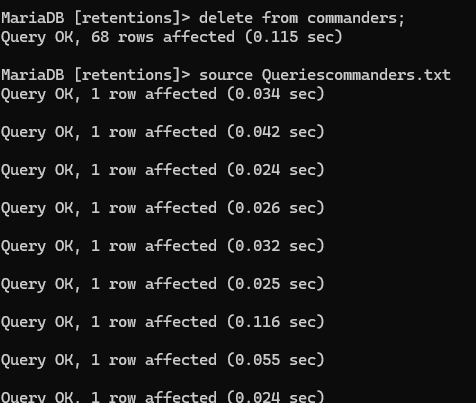 MariaDB [retentions]> delete from commanders;
Query OK, 68 rows affected (0.115 sec)
MariaDB [retentions]> source Queriescommanders.txt
Query OK, 1 row affected (0.034 sec)
Query OK, 1 row affected (0.042 sec)
Query OK, 1 row affected (0.024 sec)
Query OK, 1 row affected (0.026 sec)
Query OK, 1 row affected (0.032 sec)
Query OK, 1 row affected (0.025 sec)
Query OK, 1 row affected (0.116 sec)
Query OK, 1 row affected (0.055 sec)
Query OK, 1 row affected (0.024 sec)